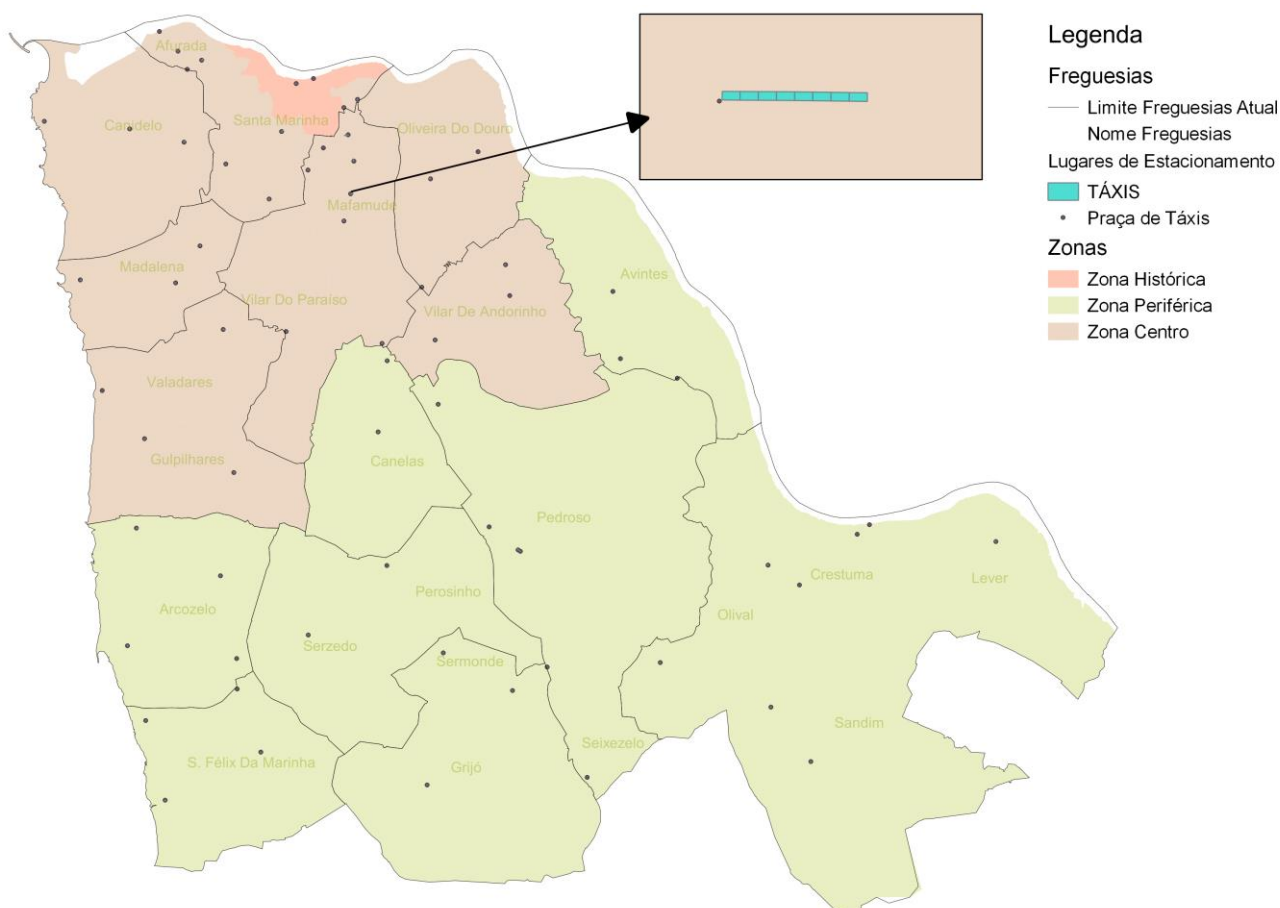 Legenda
Freguesias
Limite Freguesias Atual
Nome Freguesias
Lugares de Estacionamento
TÁXIS
Praça de Táxis
Zonas
Zona Histórica
Zona Periférica
Zona Centro
Afurada
Canidelo
Santa Marinha
Oliveira Do Douro
Mafamude
Madalena
Avintes
Vilar Do Paraíso
Vilar De Andorinho
Valadares
Gulpilhares
Canelas
Pedroso
Crestuma
Lever
Perosinho
Arcozelo
Olival
Serzedo
Sermonde
Sandim
Seixezelo
S. Félix Da Marinha
Grijó